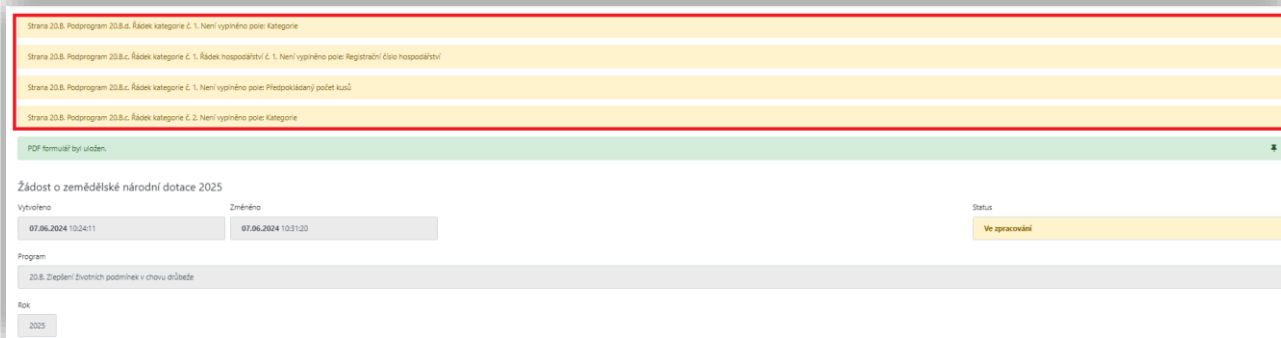 Strana 20.B. Podprogram 20.B.d. Řádek kategorie č. 1. Není vyplněno pole: Kategorie
Strana 20.B. Podprogram 20.B.c. Řádek kategorie č. 1. Řádek hospodářství č. 1. Není vyplněno pole: Registrační číslo hospodářství
Strana 20.B. Podprogram 20.B.c. Řádek kategorie č. 1. Není vyplněno pole: Předpokládaný počet kusů
Strana 20.B. Podprogram 20.B.c. Řádek kategorie č. 2. Není vyplněno pole: Kategorie
PDF formulář byl uložen.
Žádost o zemědělské národní dotace 2025
Vytvořeno Změněno Status
07.06.2024 10:24:11 07.06.2024 10:31:20 Ve zpracování
Program
20.B. Zlepšení životních podmínek v chovu drůbeže
Rok
2025